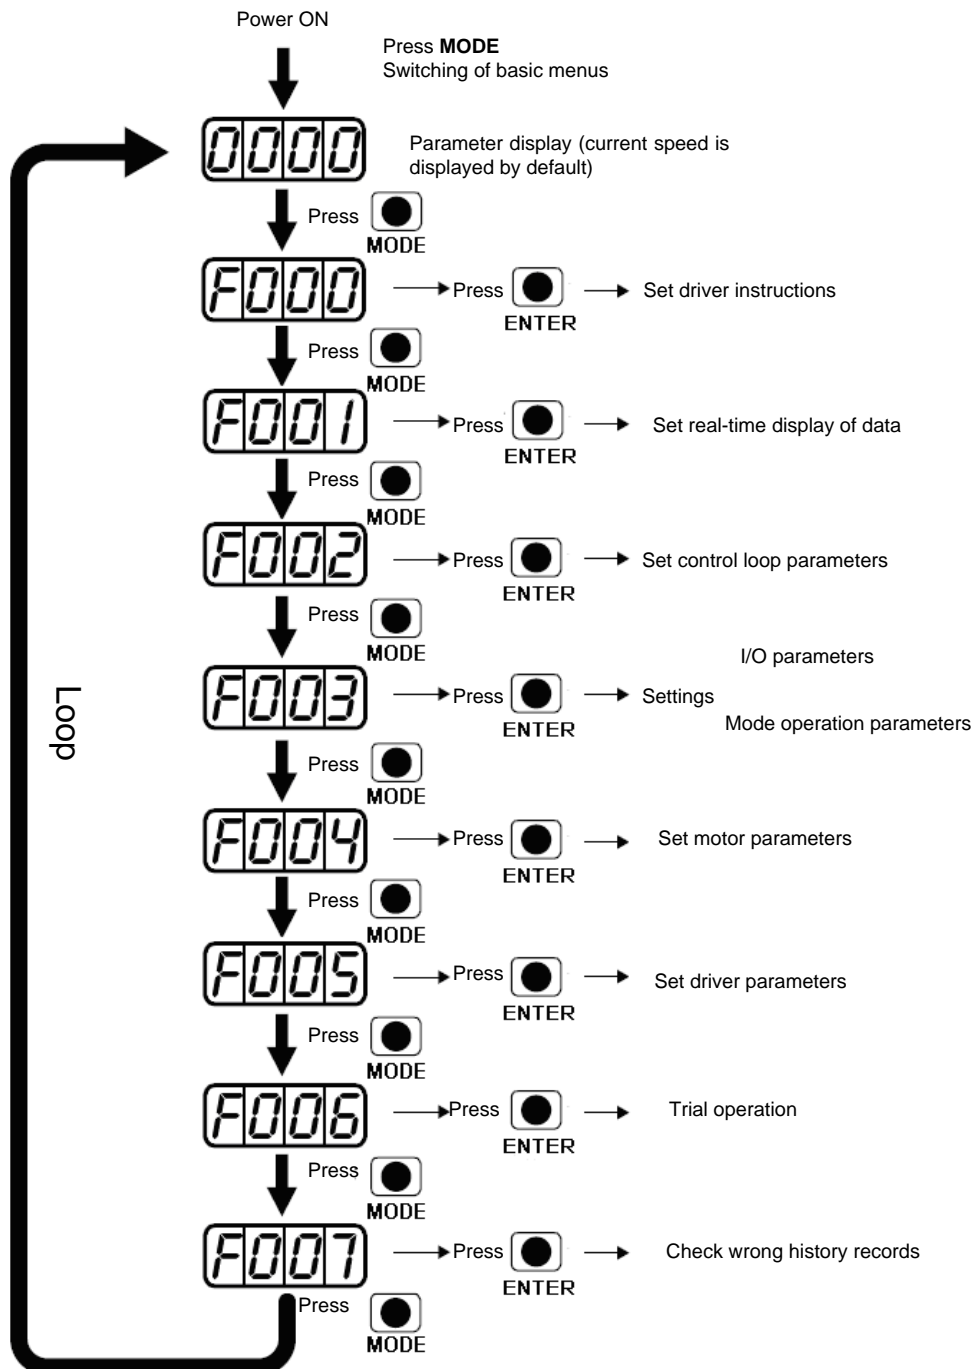 Power ON
Press MODE
Switching of basic menus
0000
Parameter display (current speed is
displayed by default)
Press
MODE
F000
Press
ENTER
Set driver instructions
Press
MODE
F001
Press
ENTER
Set real-time display of data
Press
MODE
F002
Press
ENTER
Set control loop parameters
Press
MODE
I/O parameters
F003
Press
ENTER
Settings
Mode operation parameters
Press
MODE
F004
Press
ENTER
Set motor parameters
Press
MODE
F005
Press
ENTER
Set driver parameters
Press
MODE
F006
Press
ENTER
Trial operation
Press
MODE
F007
Press
ENTER
Check wrong history records
Press
MODE
Loop